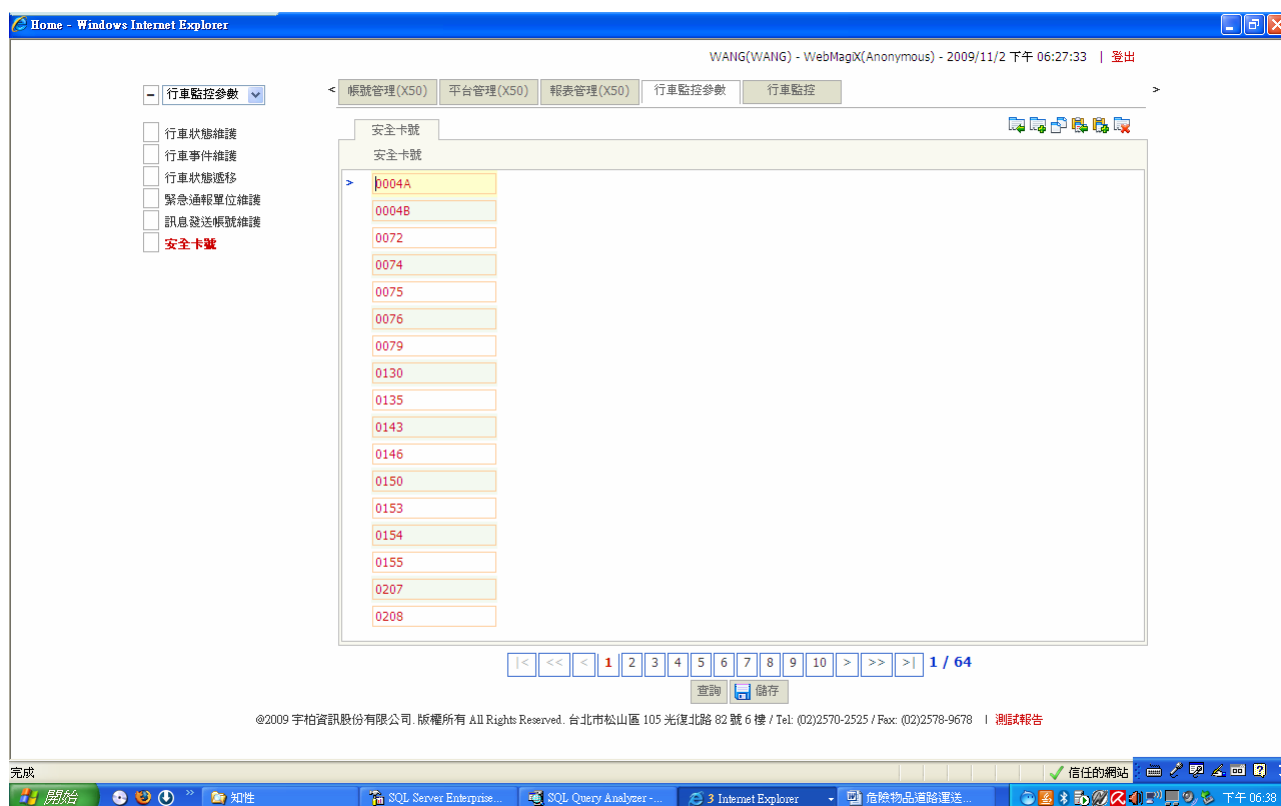 Home - Windows Internet Explorer
WANG(WANG) - WebMagiX(Anonymous) - 2009/11/2 下午 06:27:33 | 登出
行車監控參數
< 帳號管理(X50) 平台管理(X50) 報表管理(X50) 行車監控參數 行車監控 >
行車狀態維護
行車事件維護
行車狀態遞移
緊急通報單位維護
訊息發送帳號維護
安全卡號
安全卡號
安全卡號
> 0004A
0004B
0072
0074
0075
0076
0079
0130
0135
0143
0146
0150
0153
0154
0155
0207
0208
|< << < 1 2 3 4 5 6 7 8 9 10 > >> >| 1 / 64
查詢 儲存
@2009 宇柏資訊股份有限公司. 版權所有 All Rights Reserved. 台北市松山區 105 光復北路 82 號 6 樓 / Tel: (02)2570-2525 / Fax: (02)2578-9678 | 測試報告
完成 信任的網站
開始 知性 SQL Server Enterprise... SQL Query Analyzer -... 3 Internet Explorer 危險物品道路運送... 下午 06:28